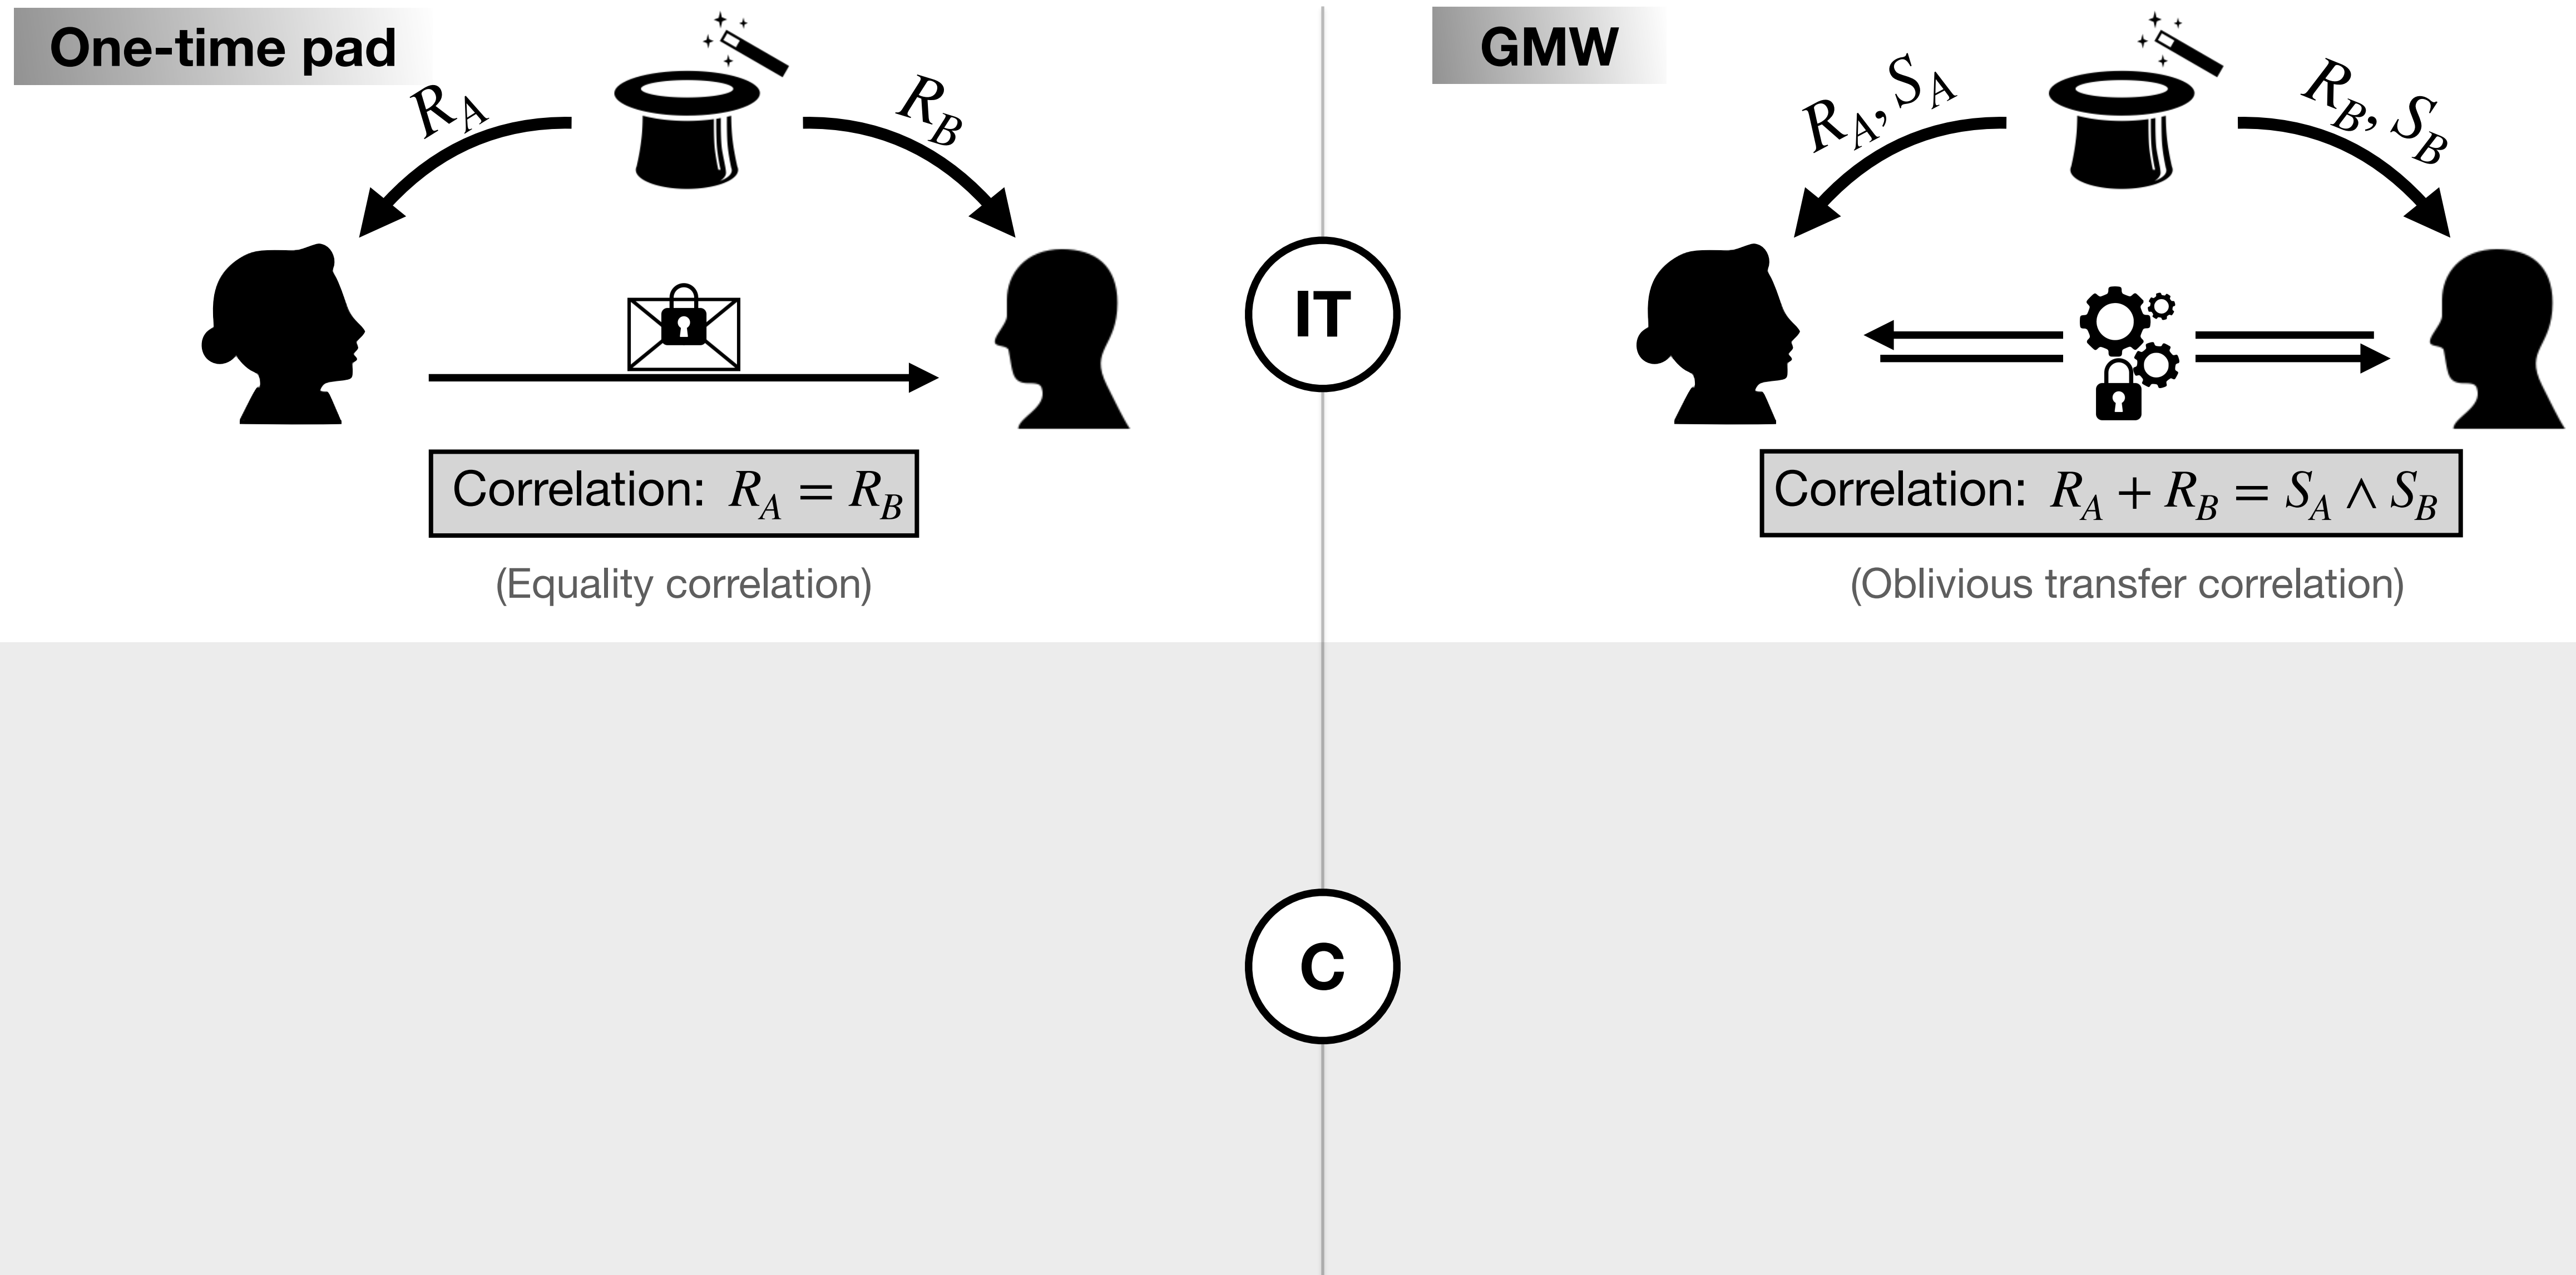 One-time pad
R_A
R_B
Correlation: R_A = R_B
(Equality correlation)
GMW
R_A, S_A
R_B, S_B
Correlation: R_A + R_B = S_A ∧ S_B
(Oblivious transfer correlation)
IT
C